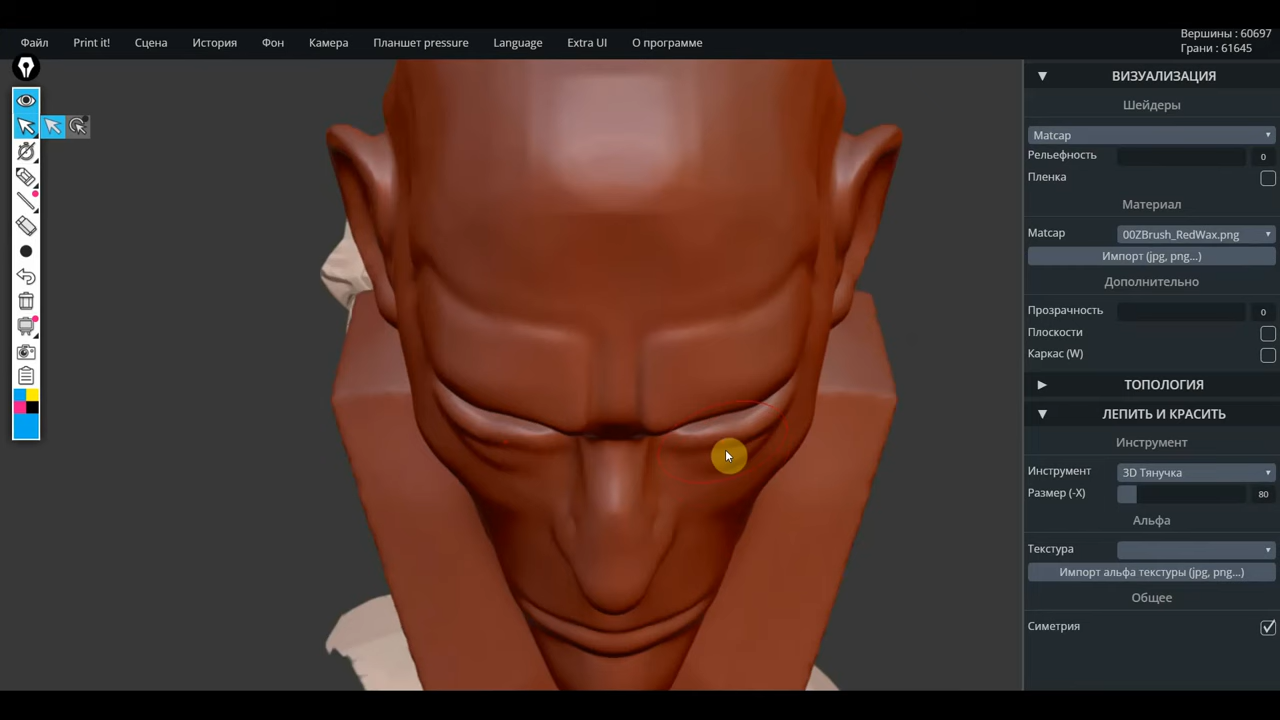 Файл Print it! Сцена История Фон Камера Планшет pressure Language Extra UI О программе
Вершины : 60697
Грани : 61645
ВИЗУАЛИЗАЦИЯ
Шейдеры
Matcap
Рельефность 0
Пленка
Материал
Matcap 00ZBrush_RedWax.png
Импорт (jpg, png...)
Дополнительно
Прозрачность 0
Плоскости
Каркас (W)
ТОПОЛОГИЯ
ЛЕПИТЬ И КРАСИТЬ
Инструмент
Инструмент 3D Тянучка
Размер (-X) 80
Альфа
Текстура
Импорт альфа текстуры (jpg, png...)
Общее
Симетрия